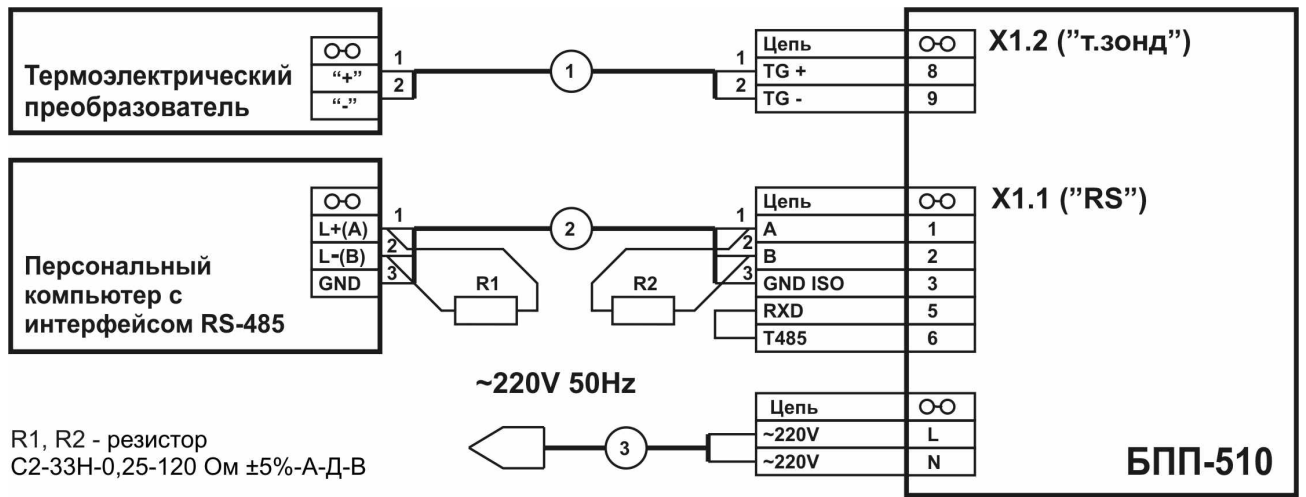 Термоэлектрический
преобразователь
“+”
“-”
1
2
1
1
2
Цепь
TG +
8
TG -
9
X1.2 (”т.зонд”)
Персональный
компьютер с
интерфейсом RS-485
L+(A)
L-(B)
GND
1
2
3
R1
2
R2
1
2
3
Цепь
A
1
B
2
GND ISO
3
RXD
5
T485
6
X1.1 (”RS”)
~220V 50Hz
3
Цепь
~220V
L
~220V
N
БПП-510
R1, R2 - резистор
С2-33Н-0,25-120 Ом ±5%-А-Д-В